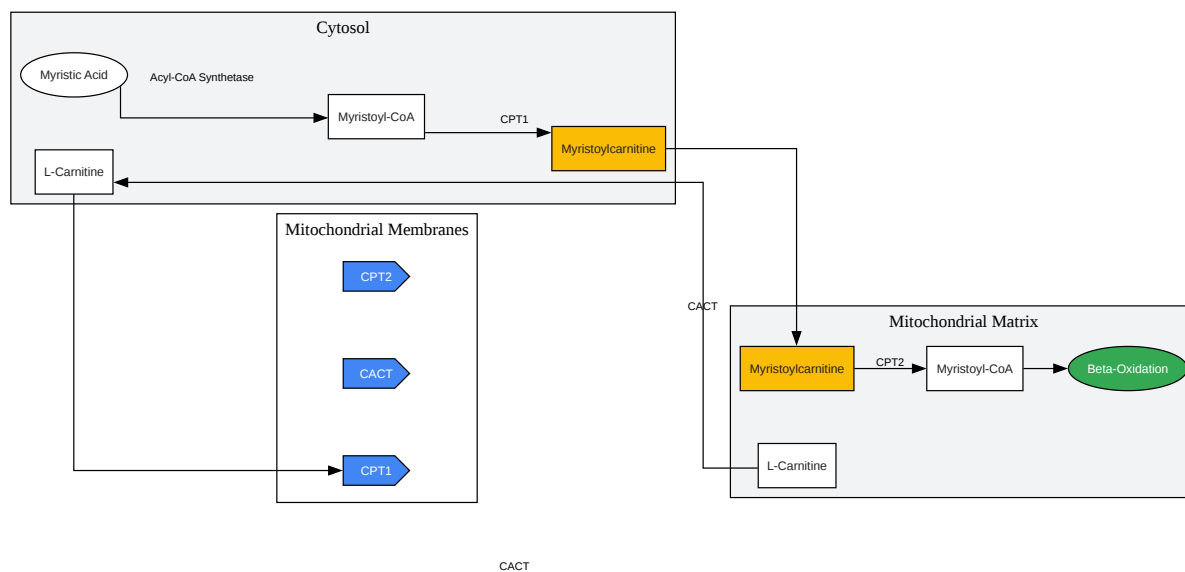 Cytosol
Myristic Acid
Acyl-CoA Synthetase
Myristoyl-CoA
CPT1
Myristoylcarnitine
L-Carnitine
Mitochondrial Membranes
CPT2
CACT
CPT1
CACT
Mitochondrial Matrix
Myristoylcarnitine
CPT2
Myristoyl-CoA
Beta-Oxidation
L-Carnitine
CACT